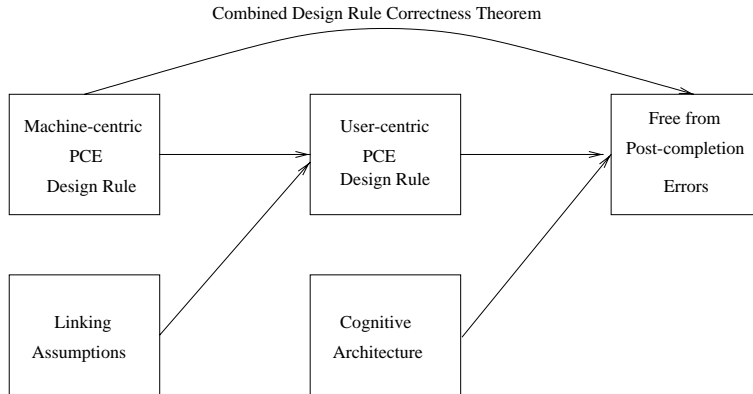 Combined Design Rule Correctness Theorem
Machine-centric
PCE
Design Rule
User-centric
PCE
Design Rule
Free from
Post-completion
Errors
Linking
Assumptions
Cognitive
Architecture